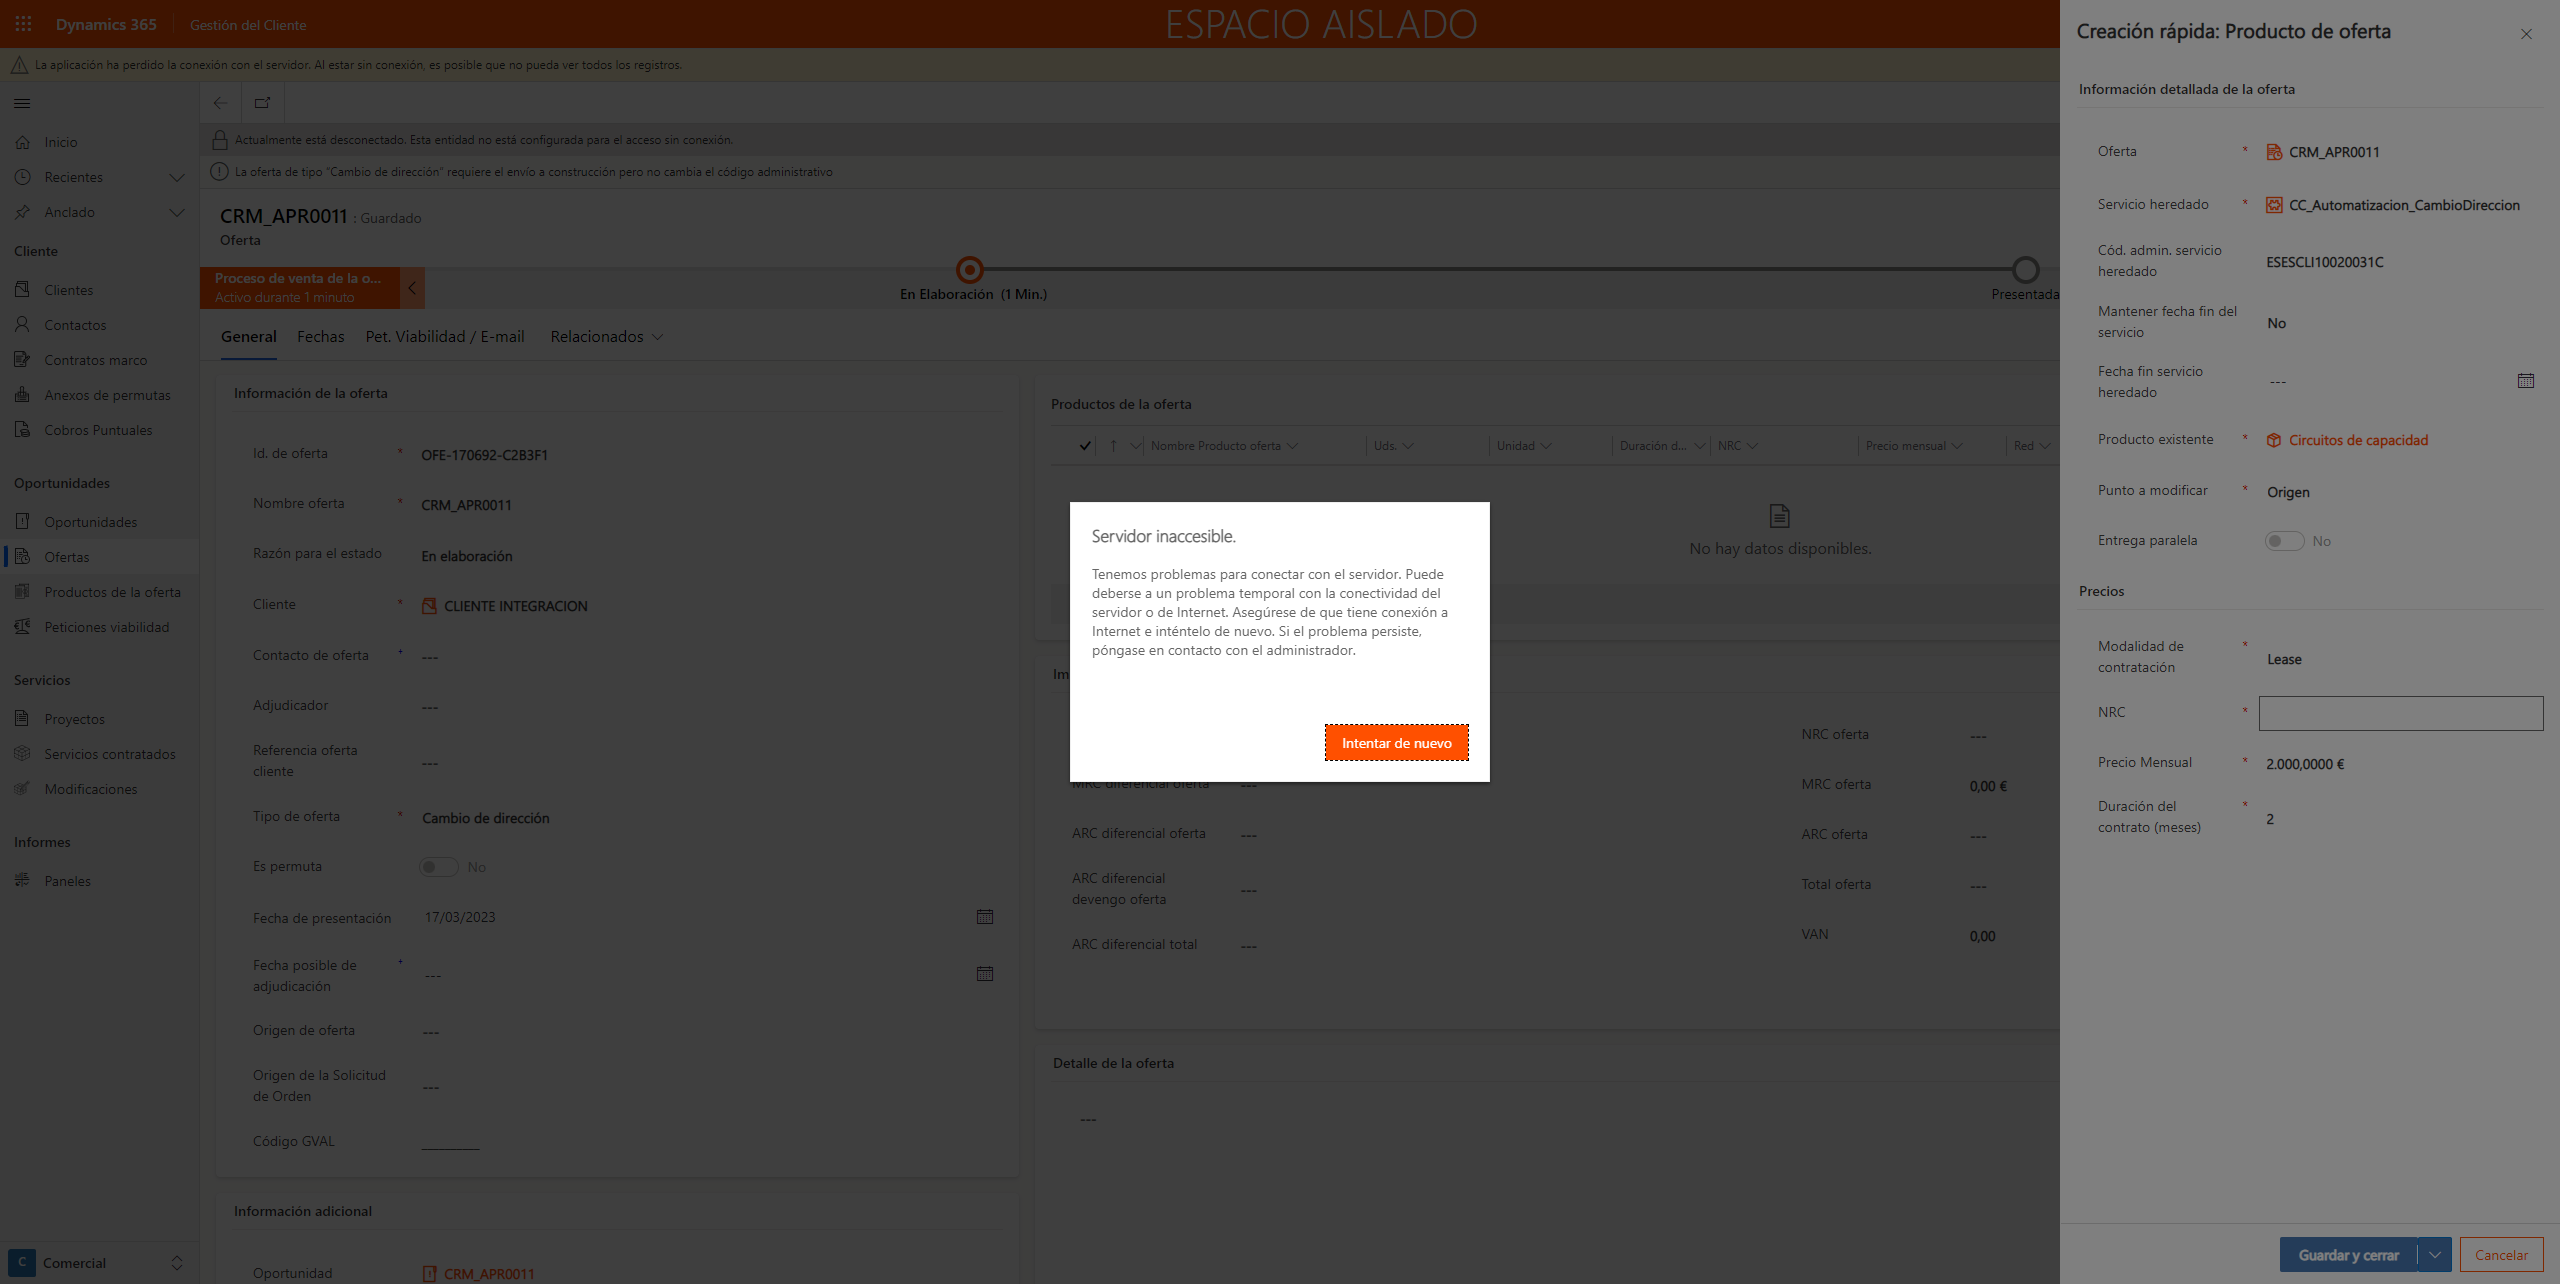 Dynamics 365
Gestión del Cliente
ESPACIO AISLADO
La aplicación ha perdido la conexión con el servidor. Al estar sin conexión, es posible que no pueda ver todos los registros.
Inicio
Recientes
Anclado
Cliente
Clientes
Contactos
Contratos marco
Anexos de permutas
Cobros Puntuales
Oportunidades
Oportunidades
Ofertas
Productos de la oferta
Peticiones viabilidad
Servicios
Proyectos
Servicios contratados
Modificaciones
Informes
Paneles
C Comercial
Actualmente está desconectado. Esta entidad no está configurada para el acceso sin conexión.
La oferta de tipo "Cambio de dirección" requiere el envío a construcción pero no cambia el código administrativo
CRM_APR0011 : Guardado
Oferta
Proceso de venta de la o...
Activo durante 1 minuto
En Elaboración (1 Min.)
Presentada
General Fechas Pet. Viabilidad / E-mail Relacionados
Información de la oferta
Id. de oferta * OFE-170692-C2B3F1
Nombre oferta * CRM_APR0011
Razón para el estado En elaboración
Cliente * CLIENTE INTEGRACION
Contacto de oferta + ---
Adjudicador ---
Referencia oferta
cliente ---
Tipo de oferta * Cambio de dirección
Es permuta No
Fecha de presentación 17/03/2023
Fecha posible de
adjudicación + ---
Origen de oferta ---
Origen de la Solicitud
de Orden ---
Código GVAL __________
Información adicional
Oportunidad CRM_APR0011
Productos de la oferta
Nombre Producto oferta Uds. Unidad Duración d... NRC Precio mensual Red
No hay datos disponibles.
Im
MRC diferencial oferta ---
ARC diferencial oferta ---
ARC diferencial
devengo oferta ---
ARC diferencial total ---
NRC oferta ---
MRC oferta 0,00 €
ARC oferta ---
Total oferta ---
VAN 0,00
Detalle de la oferta
---
Servidor inaccesible.
Tenemos problemas para conectar con el servidor. Puede
deberse a un problema temporal con la conectividad del
servidor o de Internet. Asegúrese de que tiene conexión a
Internet e inténtelo de nuevo. Si el problema persiste,
póngase en contacto con el administrador.
Intentar de nuevo
Creación rápida: Producto de oferta
Información detallada de la oferta
Oferta * CRM_APR0011
Servicio heredado * CC_Automatizacion_CambioDireccion
Cód. admin. servicio
heredado ESESCLI10020031C
Mantener fecha fin del
servicio No
Fecha fin servicio
heredado ---
Producto existente * Circuitos de capacidad
Punto a modificar * Origen
Entrega paralela No
Precios
Modalidad de
contratación * Lease
NRC *
Precio Mensual * 2.000,0000 €
Duración del
contrato (meses) * 2
Guardar y cerrar
Cancelar